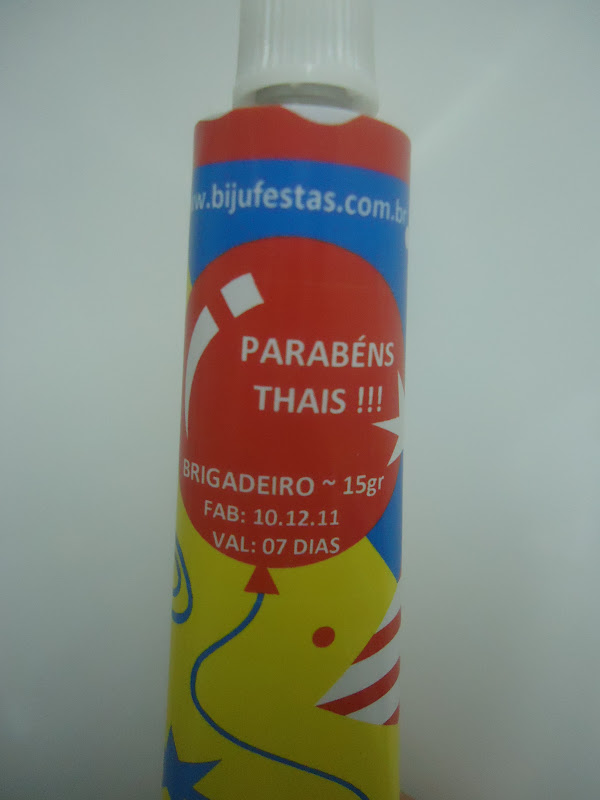 www.bijufestas.com.br
PARABÉNS
THAIS !!!
BRIGADEIRO ~ 15gr
FAB: 10.12.11
VAL: 07 DIAS